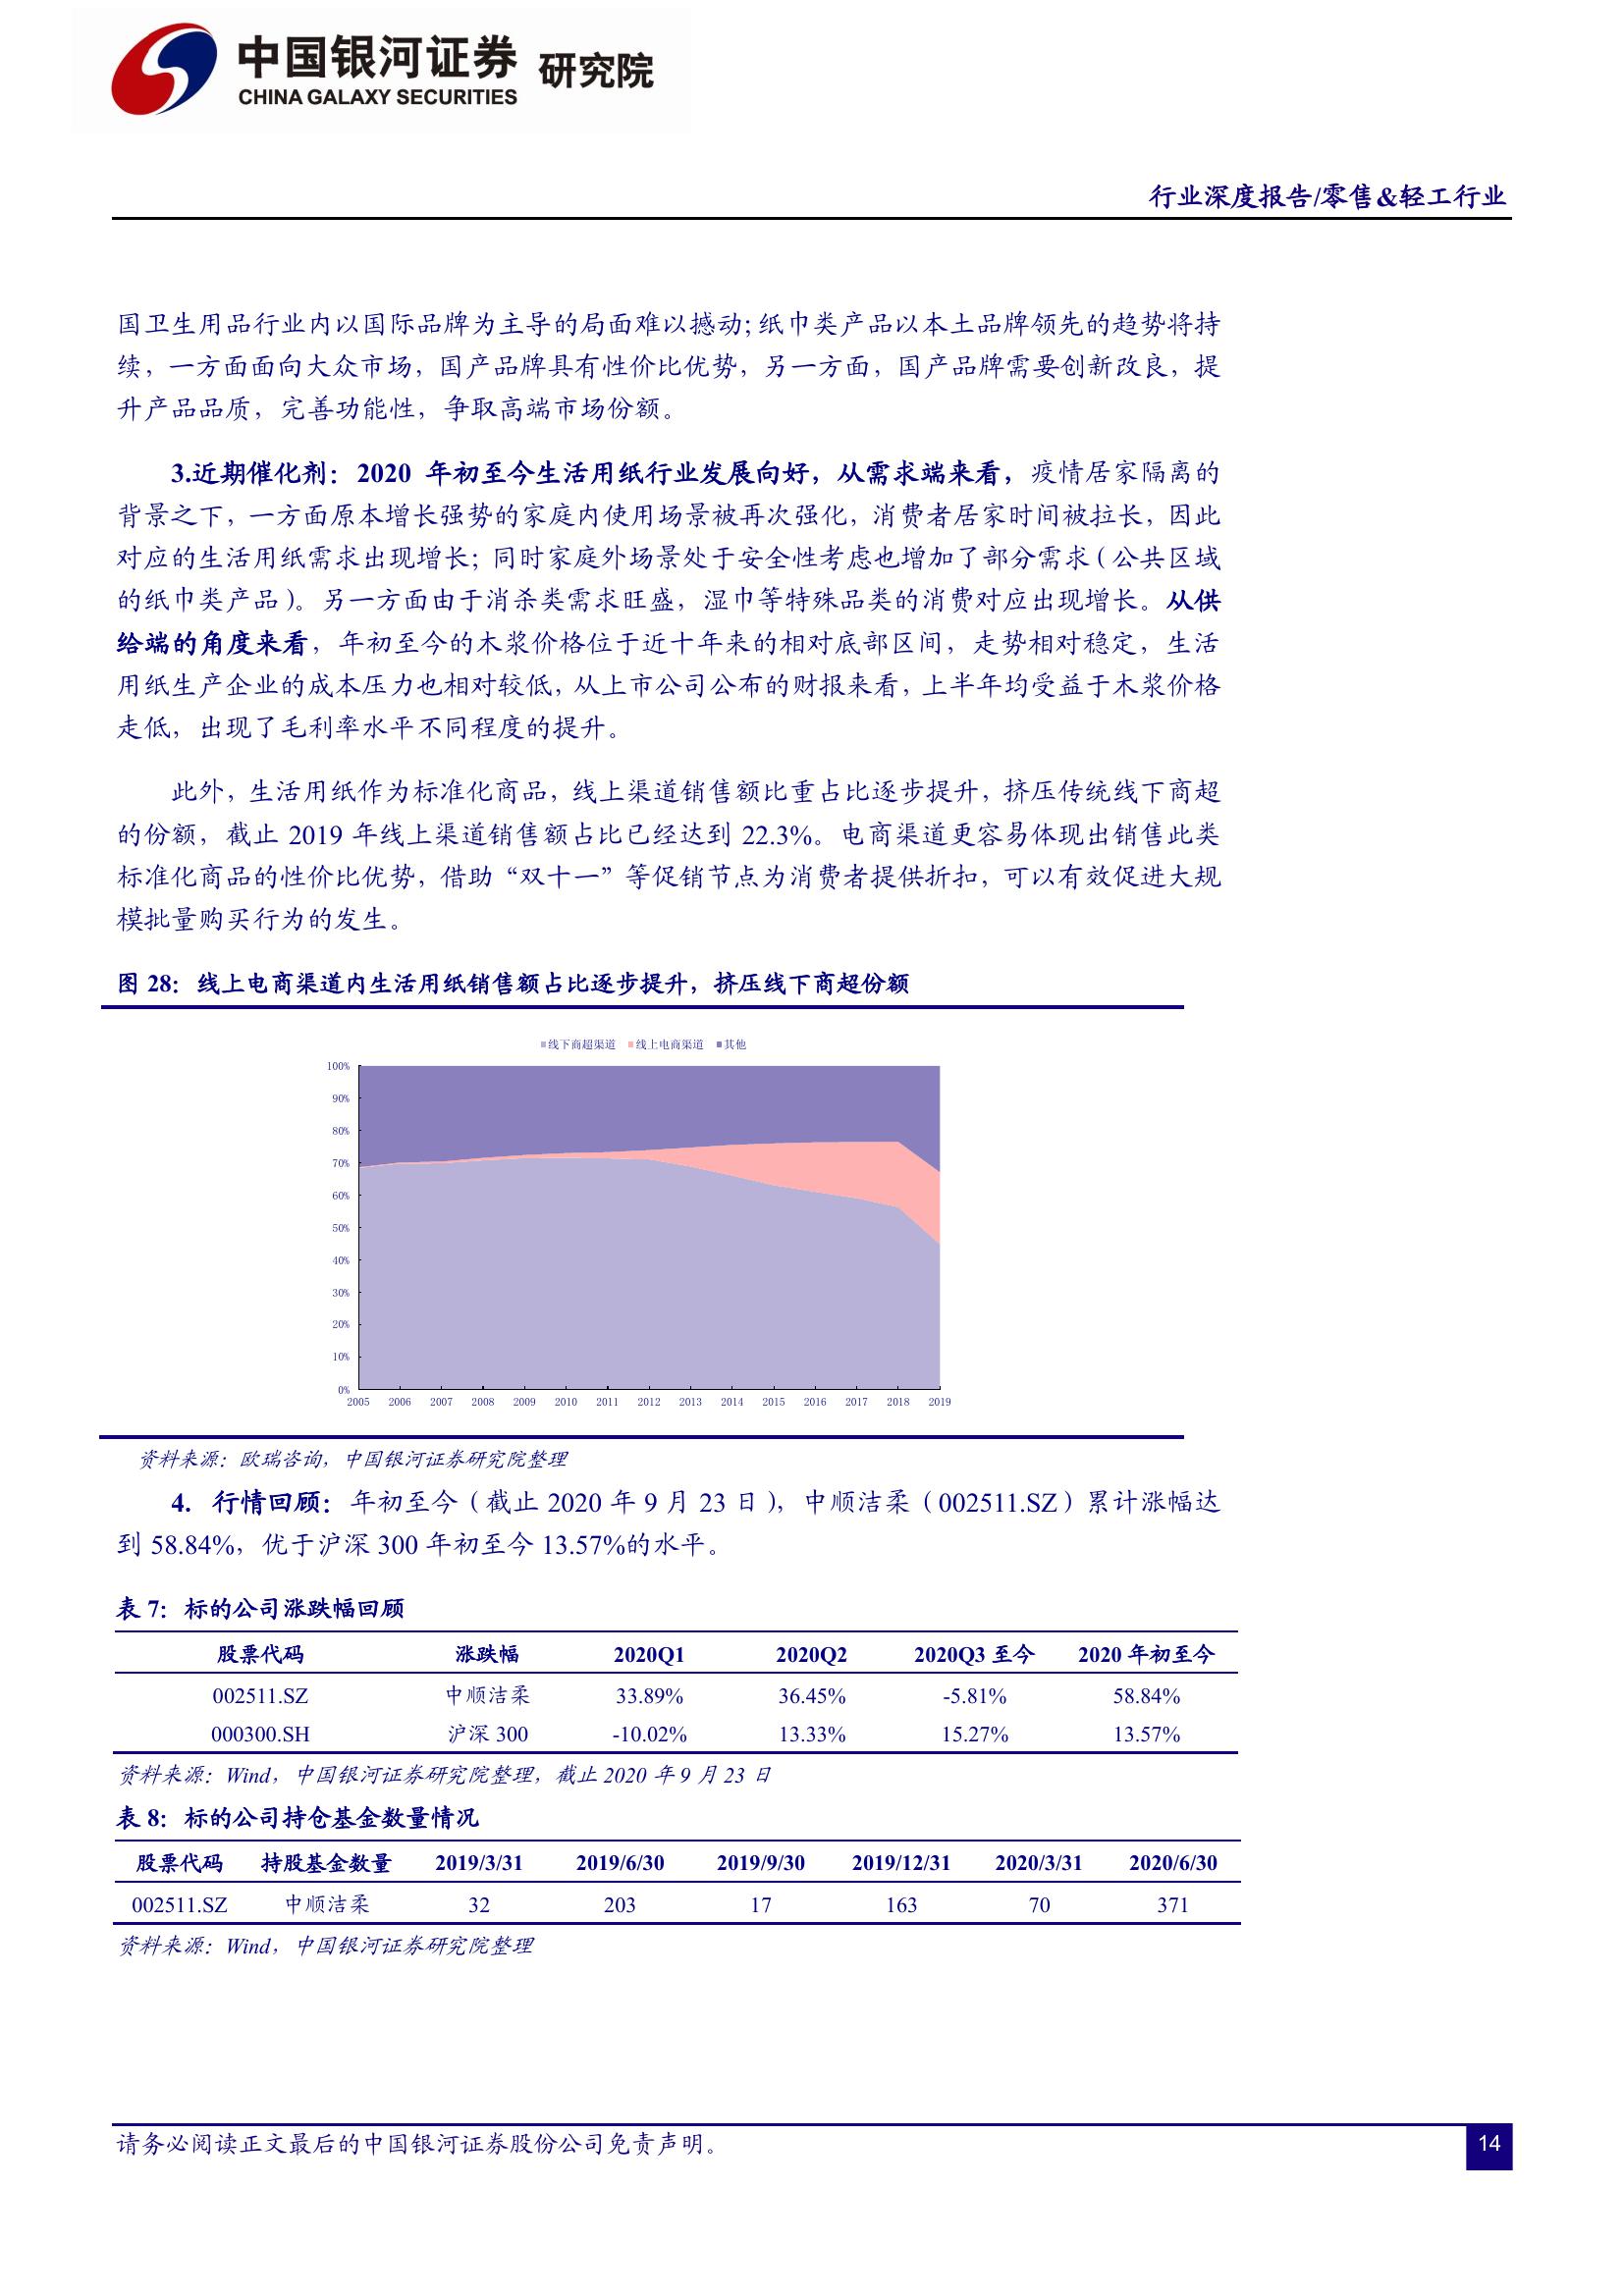 中国银河证券 研究院
CHINA GALAXY SECURITIES
行业深度报告/零售&轻工行业
国卫生用品行业内以国际品牌为主导的局面难以撼动；纸巾类产品以本土品牌领先的趋势将持
续，一方面面向大众市场，国产品牌具有性价比优势，另一方面，国产品牌需要创新改良，提
升产品品质，完善功能性，争取高端市场份额。
3.近期催化剂：2020 年初至今生活用纸行业发展向好，从需求端来看，疫情居家隔离的
背景之下，一方面原本增长强势的家庭内使用场景被再次强化，消费者居家时间被拉长，因此
对应的生活用纸需求出现增长；同时家庭外场景处于安全性考虑也增加了部分需求（公共区域
的纸巾类产品）。另一方面由于消杀类需求旺盛，湿巾等特殊品类的消费对应出现增长。从供
给端的角度来看，年初至今的木浆价格位于近十年来的相对底部区间，走势相对稳定，生活
用纸生产企业的成本压力也相对较低，从上市公司公布的财报来看，上半年均受益于木浆价格
走低，出现了毛利率水平不同程度的提升。
此外，生活用纸作为标准化商品，线上渠道销售额比重占比逐步提升，挤压传统线下商超
的份额，截止 2019 年线上渠道销售额占比已经达到 22.3%。电商渠道更容易体现出销售此类
标准化商品的性价比优势，借助“双十一”等促销节点为消费者提供折扣，可以有效促进大规
模批量购买行为的发生。
图 28：线上电商渠道内生活用纸销售额占比逐步提升，挤压线下商超份额
线下商超渠道 线上电商渠道 其他
100%
90%
80%
70%
60%
50%
40%
30%
20%
10%
0%
2005 2006 2007 2008 2009 2010 2011 2012 2013 2014 2015 2016 2017 2018 2019
资料来源：欧瑞咨询，中国银河证券研究院整理
4. 行情回顾：年初至今（截止 2020 年 9 月 23 日），中顺洁柔（002511.SZ）累计涨幅达
到 58.84%，优于沪深 300 年初至今 13.57%的水平。
表 7：标的公司涨跌幅回顾
股票代码 涨跌幅 2020Q1 2020Q2 2020Q3 至今 2020 年初至今
002511.SZ 中顺洁柔 33.89% 36.45% -5.81% 58.84%
000300.SH 沪深 300 -10.02% 13.33% 15.27% 13.57%
资料来源：Wind，中国银河证券研究院整理，截止 2020 年 9 月 23 日
表 8：标的公司持仓基金数量情况
股票代码 持股基金数量 2019/3/31 2019/6/30 2019/9/30 2019/12/31 2020/3/31 2020/6/30
002511.SZ 中顺洁柔 32 203 17 163 70 371
资料来源：Wind，中国银河证券研究院整理
请务必阅读正文最后的中国银河证券股份公司免责声明。
14